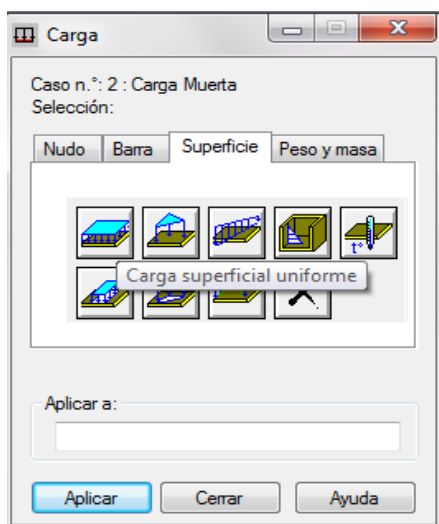 Carga
Caso n.°: 2 : Carga Muerta
Selección:
Nudo Barra Superficie Peso y masa
t°
Carga superficial uniforme
Aplicar a:
Aplicar Cerrar Ayuda